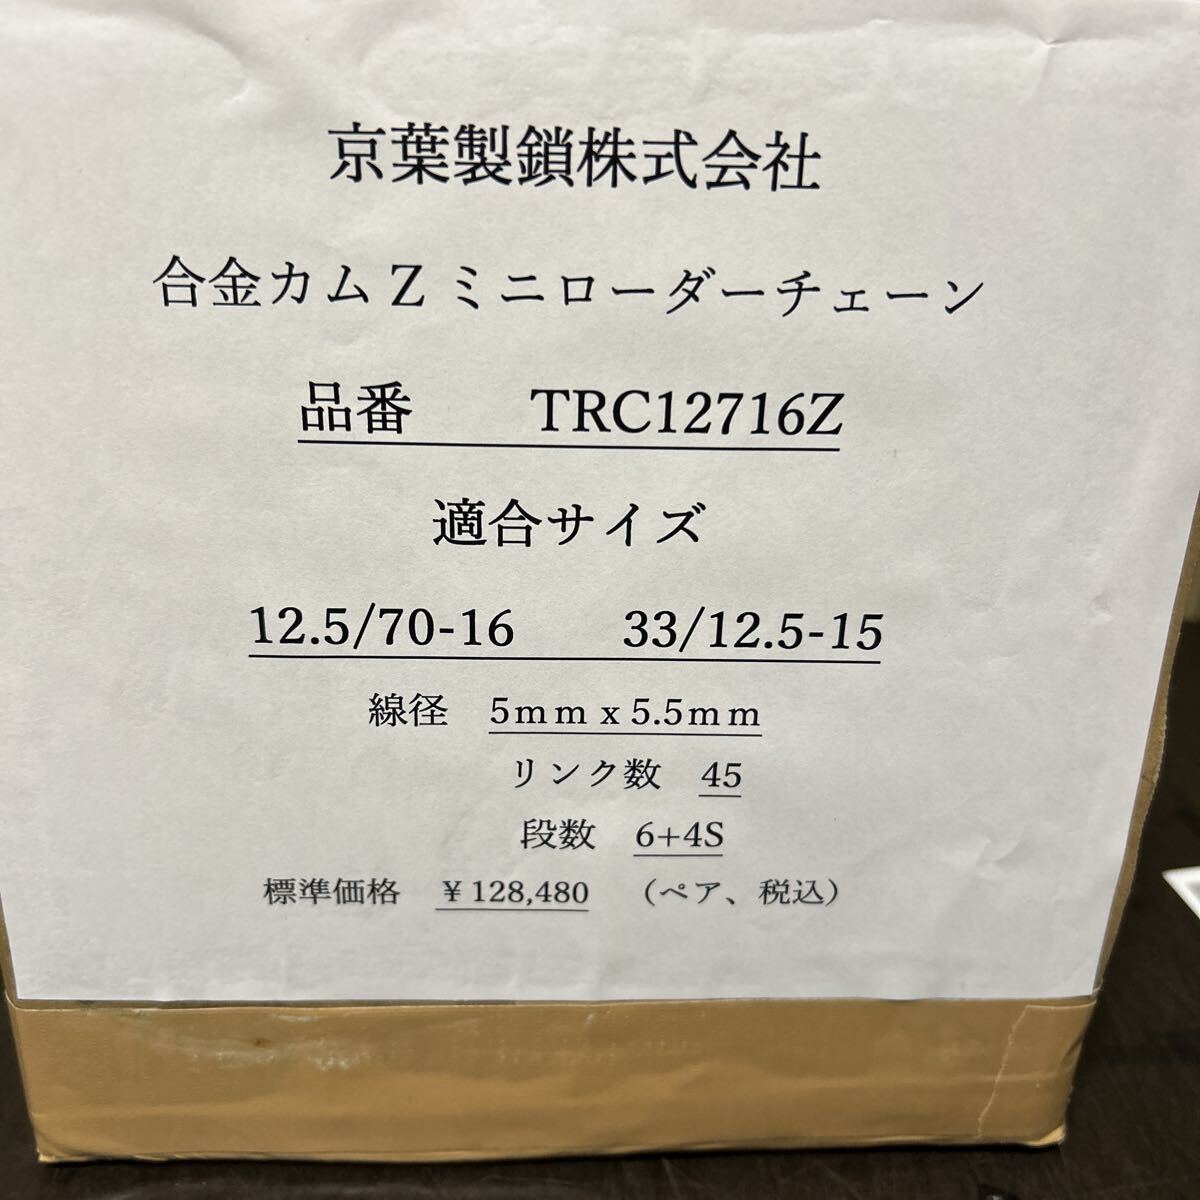 京葉製鎖株式会社
合金カム Z ミニローダーチェーン
品番　TRC12716Z
適合サイズ
12.5/70-16　33/12.5-15
線径　5mm x 5.5mm
リンク数　45
段数　6+4S
標準価格　¥128,480　(ペア、税込)